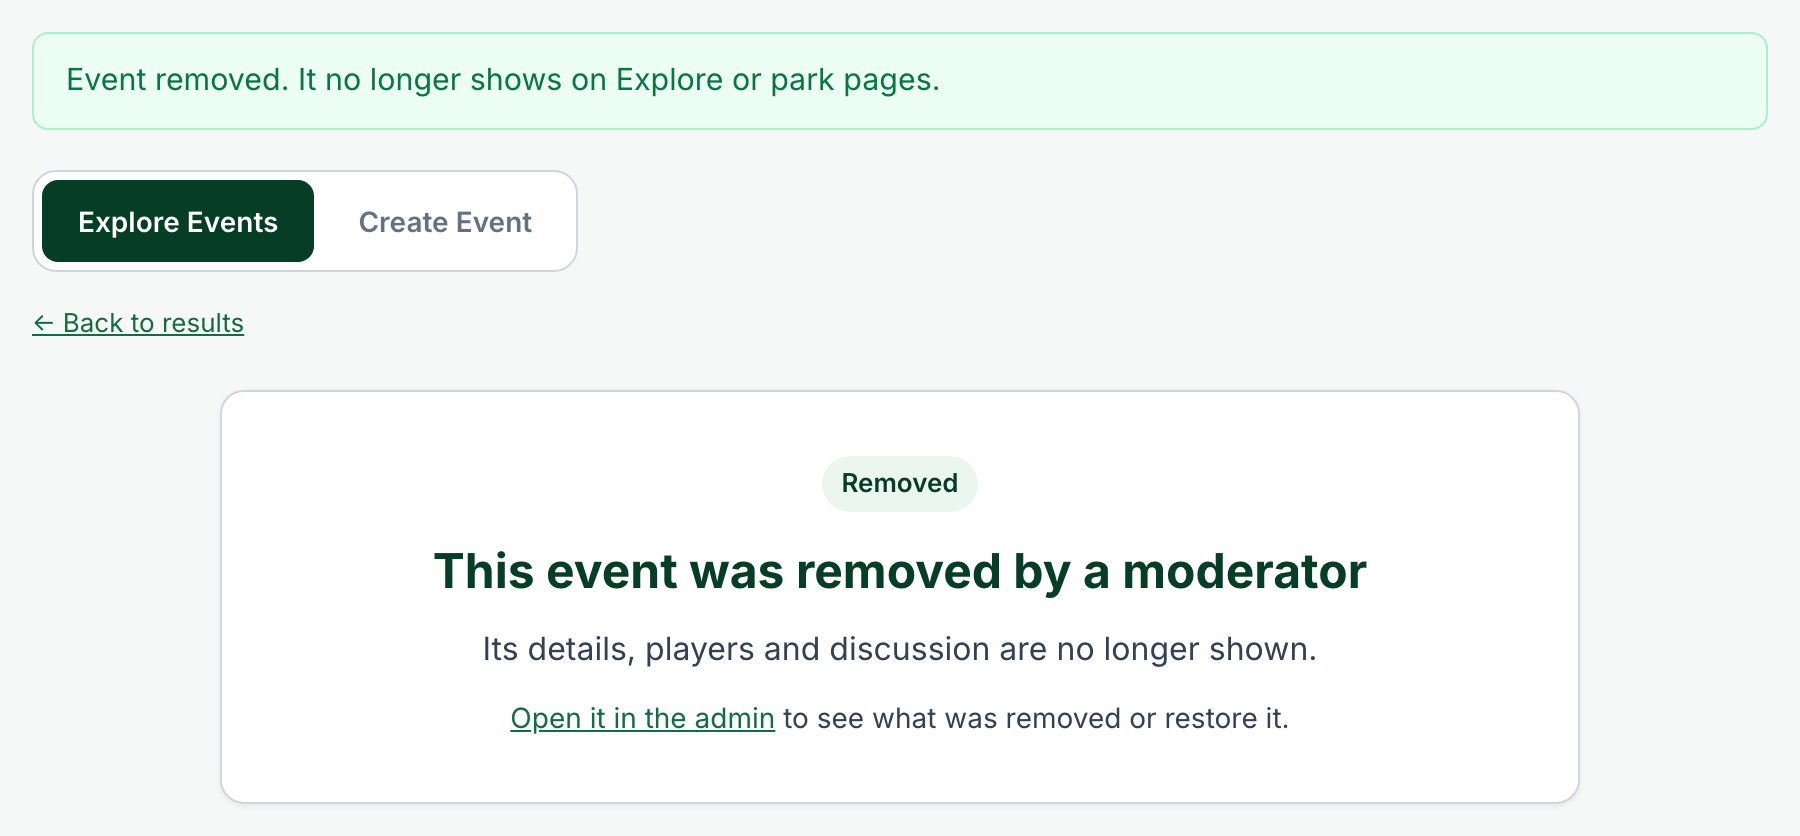 Event removed. It no longer shows on Explore or park pages.
Explore Events
Create Event
← Back to results
Removed
This event was removed by a moderator
Its details, players and discussion are no longer shown.
Open it in the admin to see what was removed or restore it.